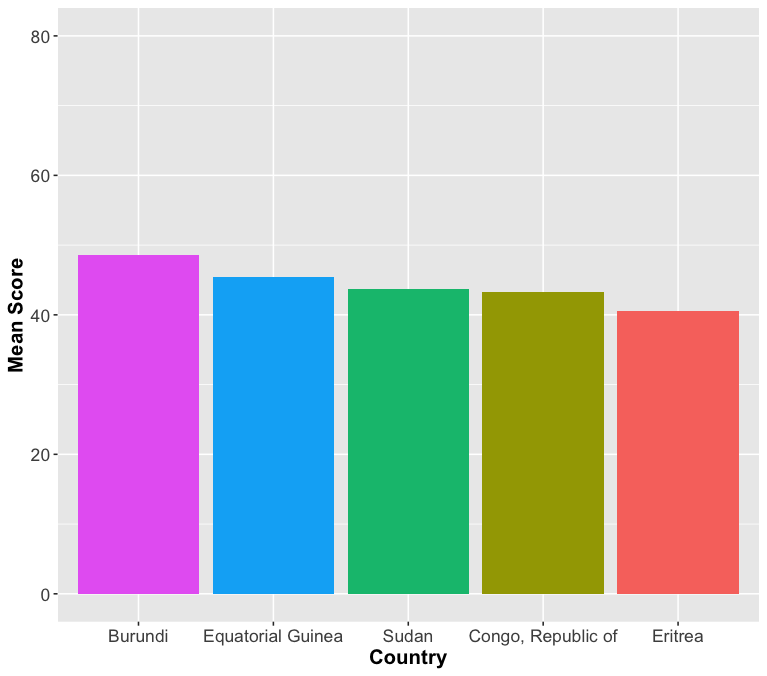 80
60
40
20
0
Mean Score
Burundi Equatorial Guinea Sudan Congo, Republic of Eritrea
Country